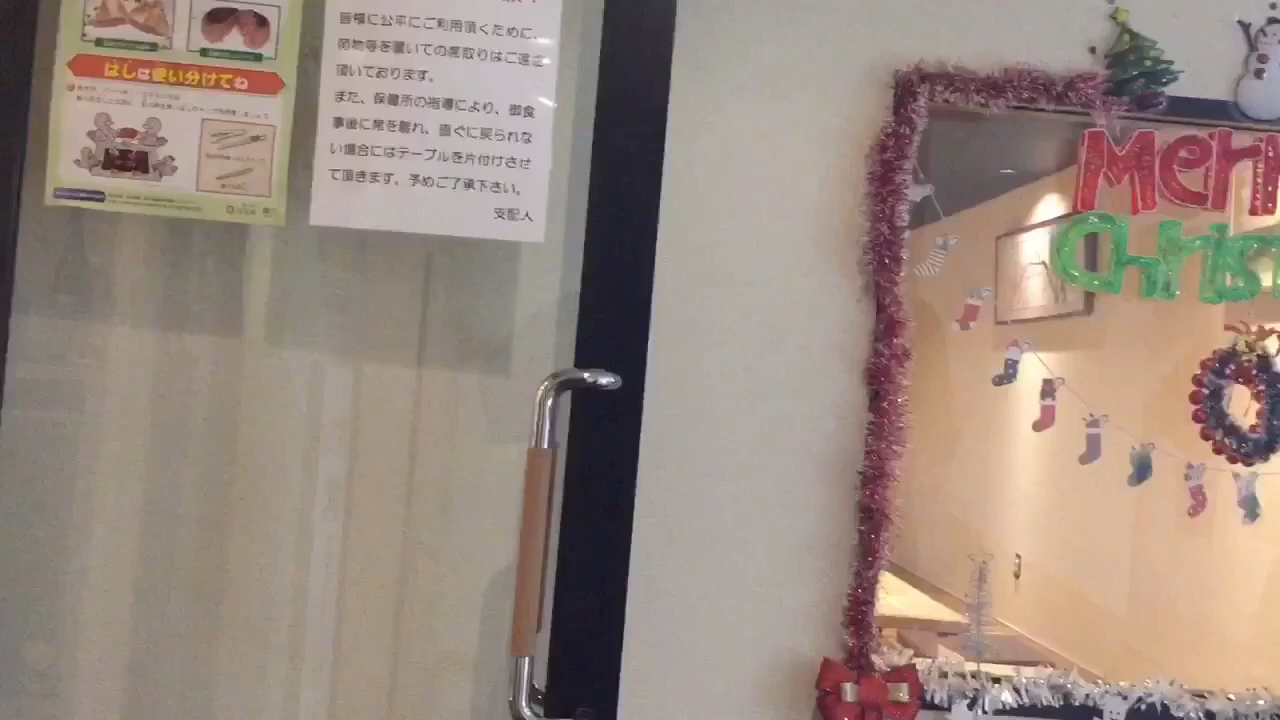 はしは使い分けてね
皆様に公平にご利用頂くために、
荷物等を置いての席取りはご遠慮
頂いております。
また、保健所の指導により、御食
事後に席を離れ、直ぐに戻られな
い場合にはテーブルを片付けさせ
て頂きます。予めご了承下さい。
支配人
Merr
Christ